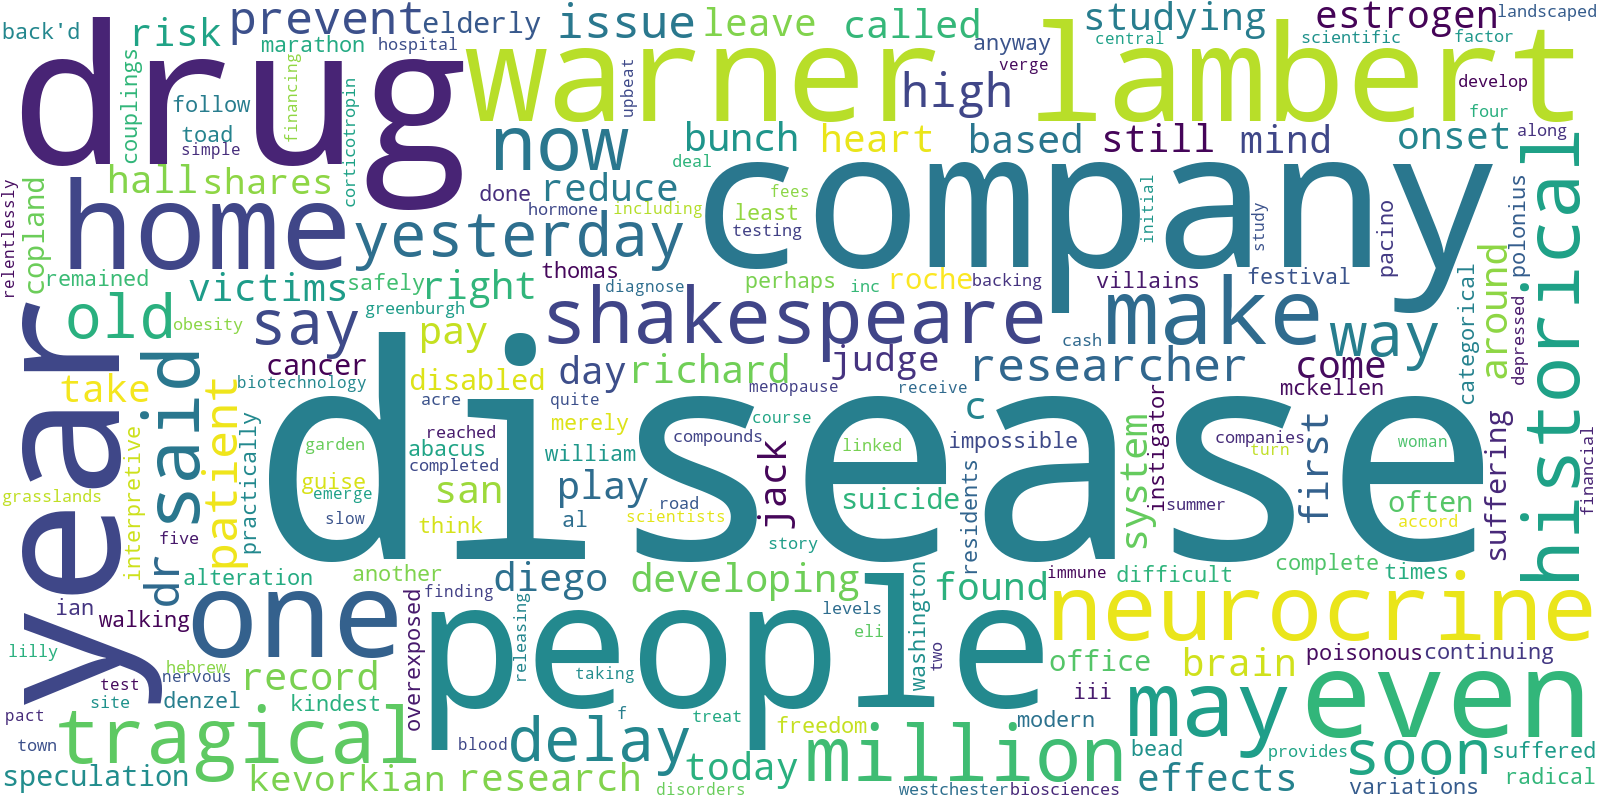 back'd risk prevent elderly issue leave called studying estrogen landscaped
marathon hospital anyway central scientific factor
drug warner lambert
couplings financing upbeat verge high develop
follow corticotropin four
toad simple now bunch heart based still mind onset along
deal
hall shares done reduce fees company historical
relentlessly copland home hormone including least initial study pacino polonius
yesterday testing
remained safely right thomas perhaps inc roche backing villains festival around
victims diagnose categorical depressed
old obesity greenburgh shakespeare make way
say pay cash
year cancer judge researcher come
take biotechnology disabled day richard menopause receive mckellen
dr said patient acre quite disease c
merely course instigator first suffering
interpretive practically garden reached abacus compounds linked impossible companies woman
completed william jack turn system
grasslands guise san play suicide residents summer often financial
emerge road
slow think al scientists accord
five story
alteration another diego developing found immune difficult complete times
ian one overexposed finding releasing people levels washington neurocrine
walking
lilly eli two
hebrew record taking office brain poisonous continuing
test nervous
site denzel kindest iii may even
pact tragical f treat freedom modern
town blood delay million bead provides soon suffered
speculation kevorkian research disorders today westchester biosciences effects variations radical